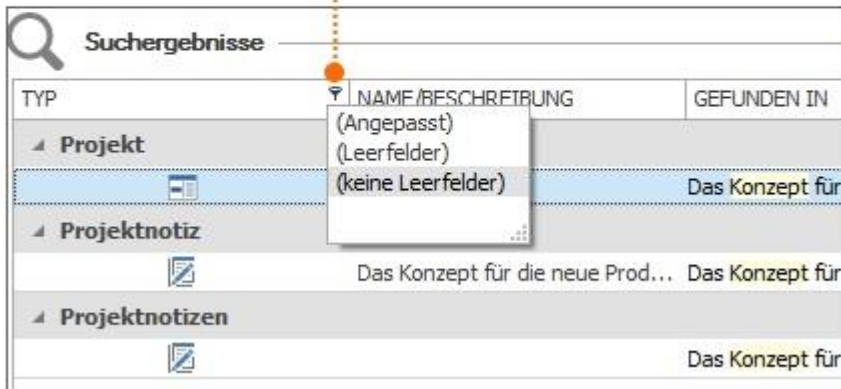 Suchergebnisse
TYP NAME/BESCHREIBUNG GEFUNDEN IN
(Angepasst)
(Leerfelder)
(keine Leerfelder)
Projekt
Das Konzept für
Projektnotiz
Das Konzept für die neue Prod... Das Konzept für
Projektnotizen
Das Konzept für